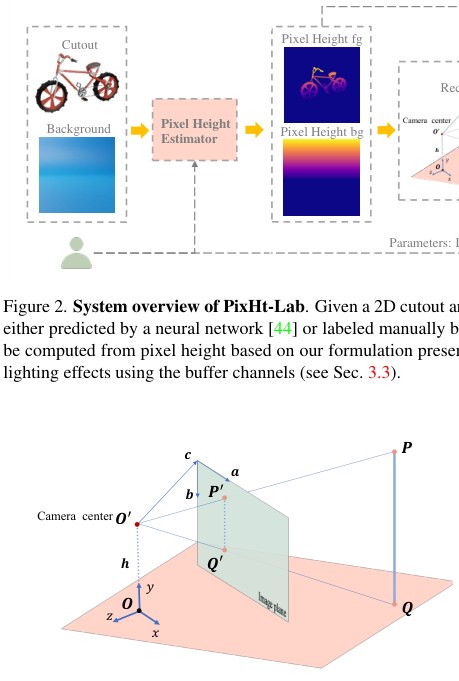 Cutout
Background
Pixel Height
Estimator
Pixel Height fg
Pixel Height bg
Camera center
O'
h
y
O
z
x
Figure 2. System overview of PixHt-Lab. Given a 2D cutout
either predicted by a neural network [44] or labeled manually
be computed from pixel height based on our formulation
lighting effects using the buffer channels (see Sec. 3.3).
c
a
b
P'
P
Camera center O'
Q'
h
Image plane
O
y
z
x
Q
Parameters: